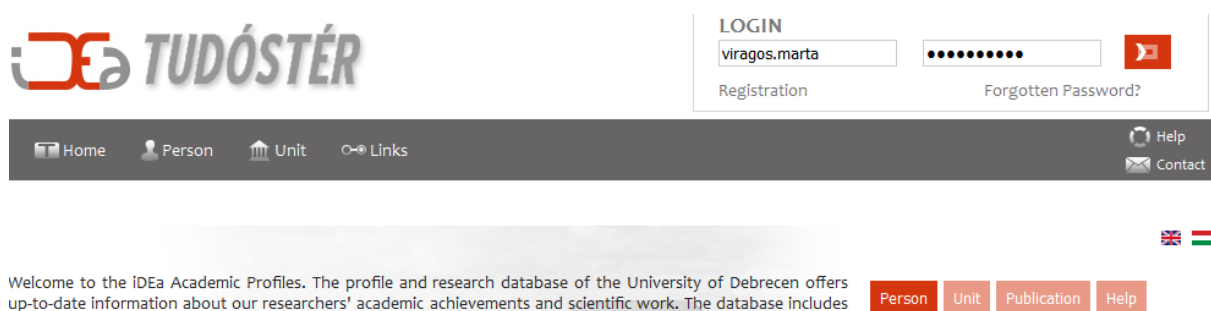 LOGIN
iDEa TUDÓSTÉR
viragos.marta ●●●●●●●●●●
Registration Forgotten Password?
Home Person Unit Links
Help
Contact
Welcome to the iDEa Academic Profiles. The profile and research database of the University of Debrecen offers
up-to-date information about our researchers' academic achievements and scientific work. The database includes
Person Unit Publication Help